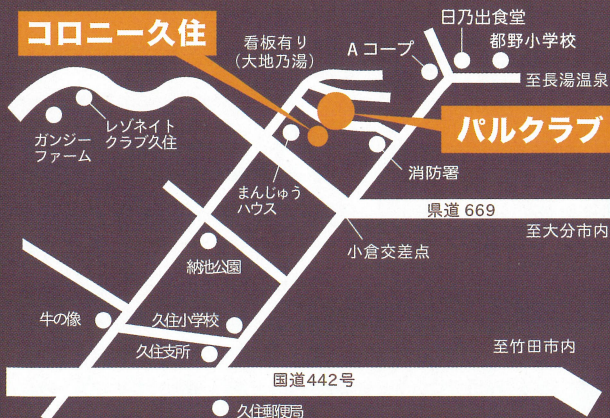 コロニー久住
看板有り
(大地乃湯)
Aコープ
日乃出食堂
都野小学校
至長湯温泉
ガンジー
ファーム
レゾネイト
クラブ久住
パルクラブ
まんじゅう
ハウス
消防署
県道 669
至大分市内
小倉交差点
納池公園
牛の像
久住小学校
久住支所
至竹田市内
国道442号
久住郵便局